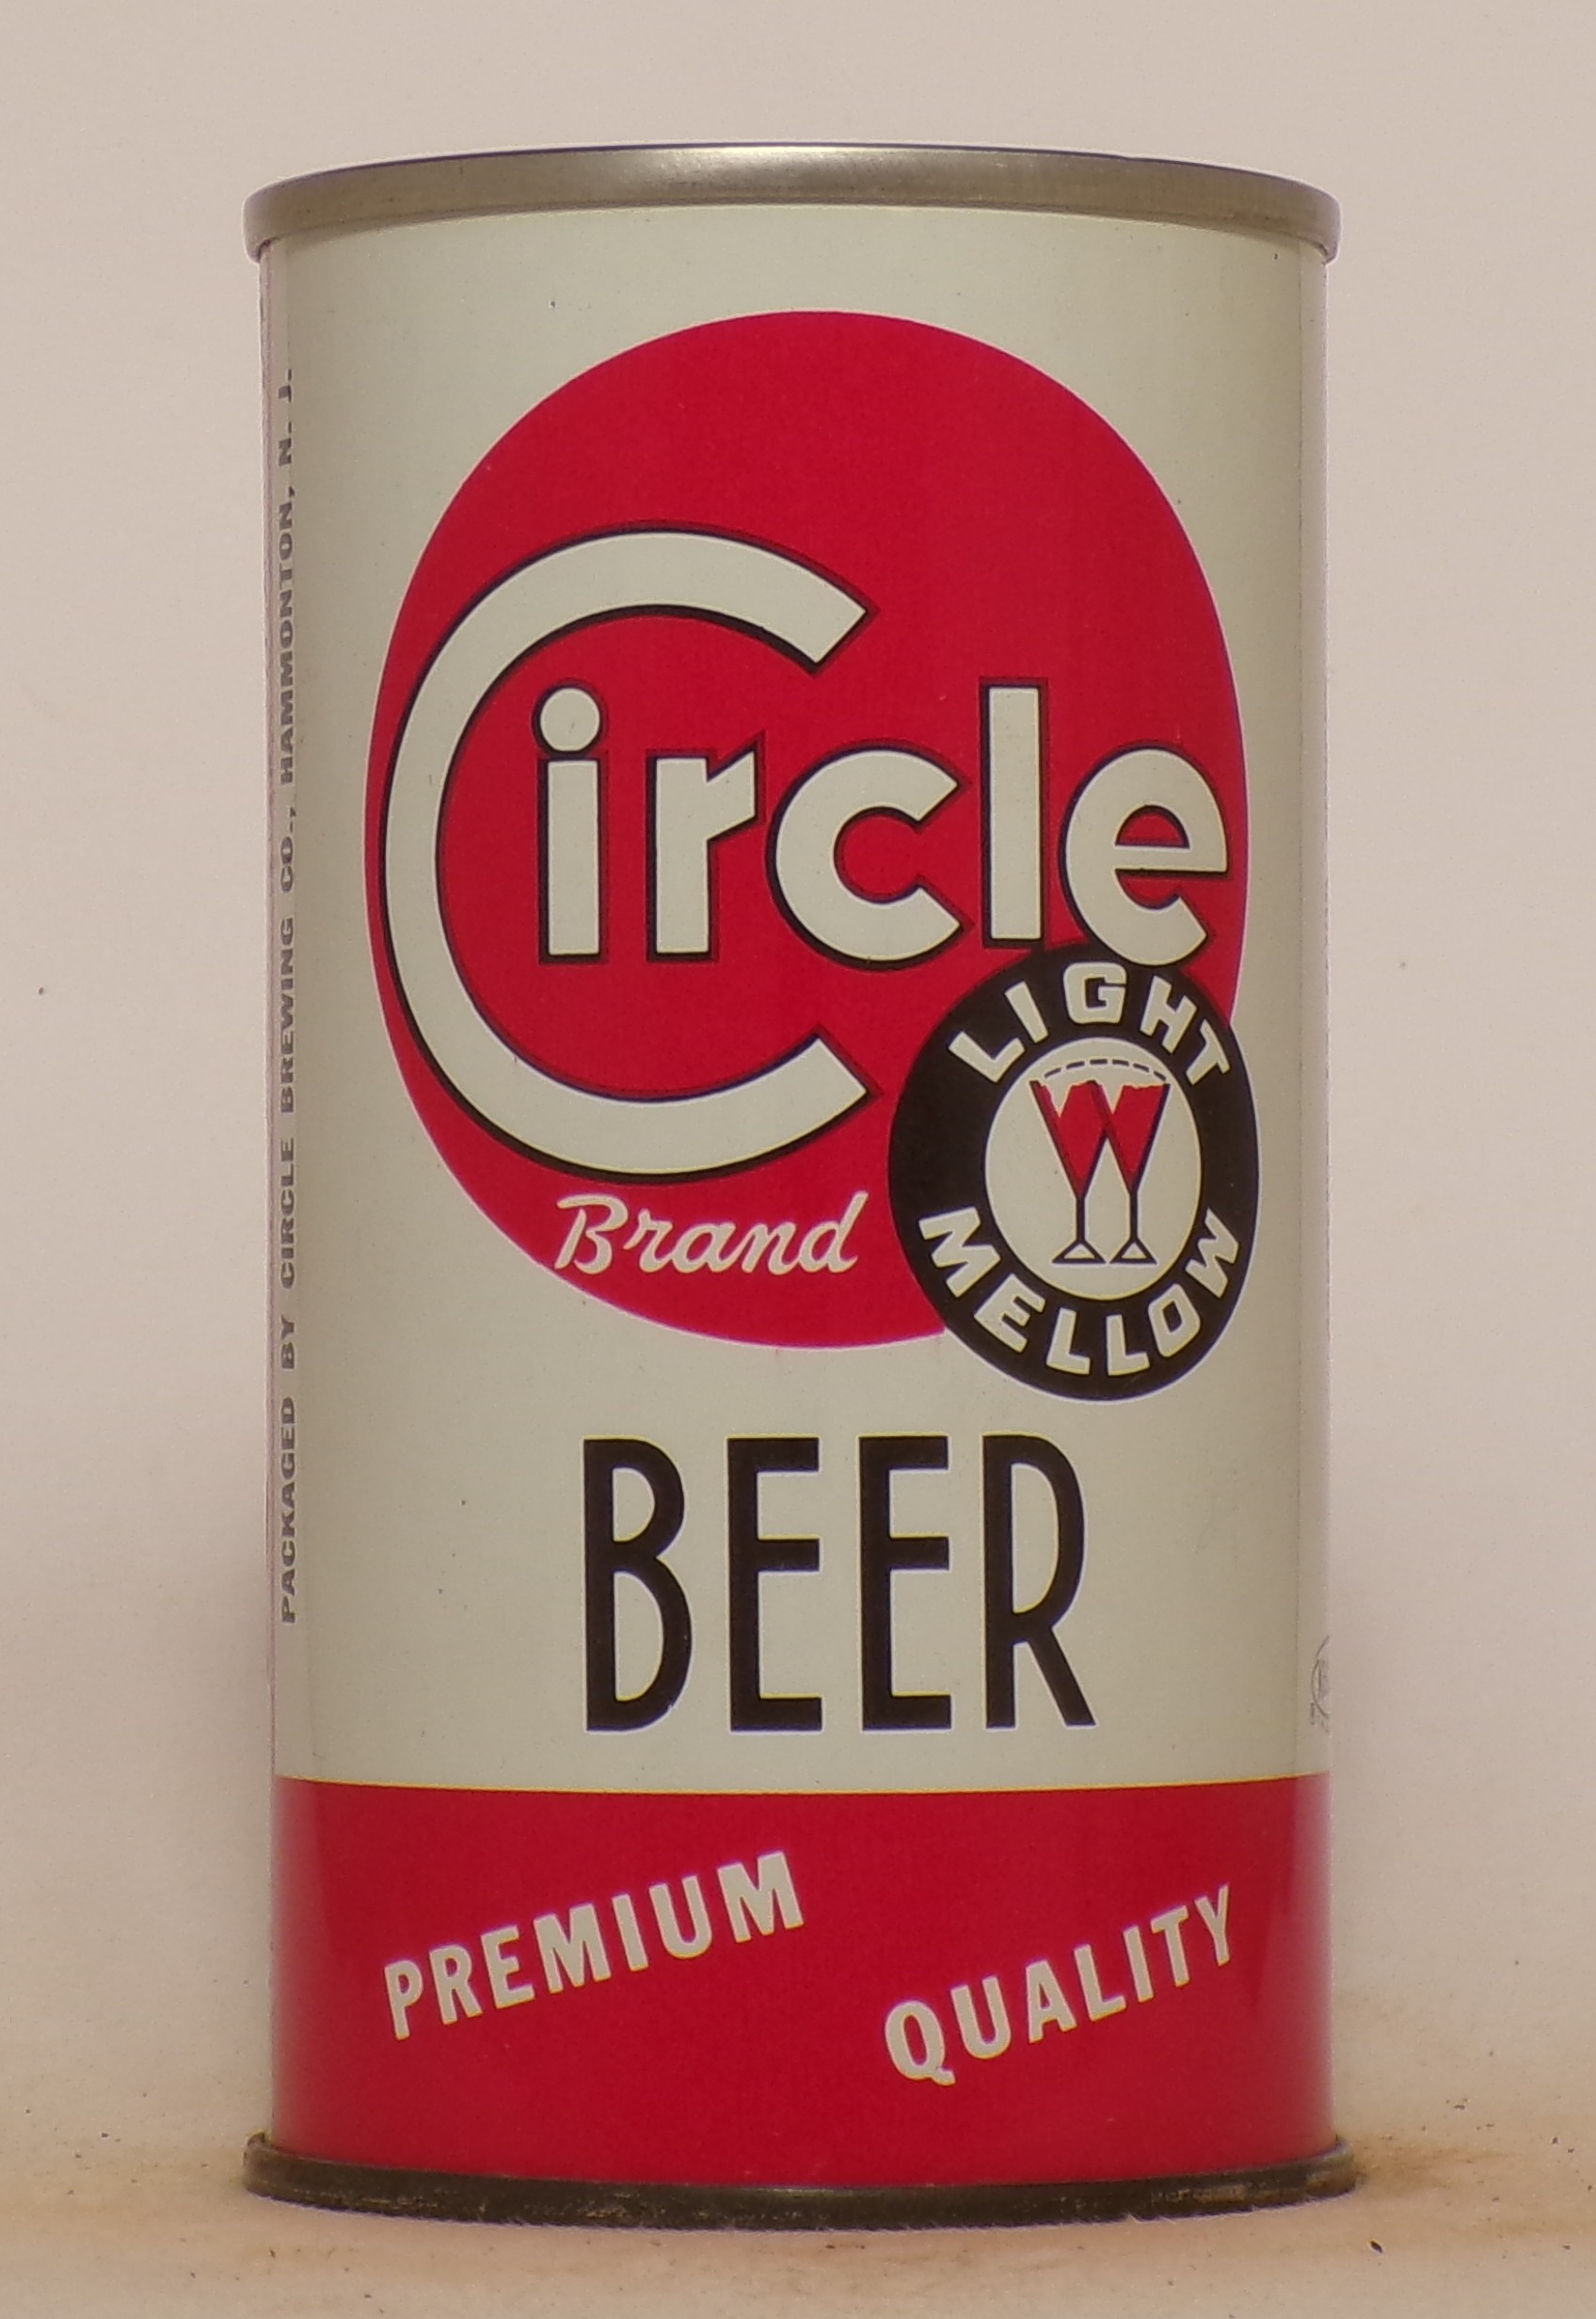 Circle
Brand
LIGHT
MELLOW
BEER
PREMIUM
QUALITY
PACKAGED BY CIRCLE BREWING CO., HAMMONTON, N. J.